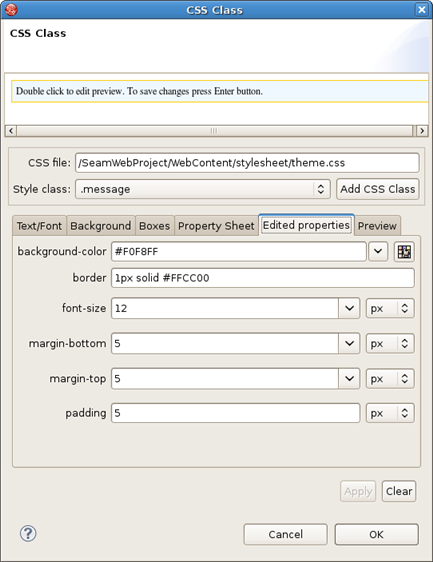 CSS Class
CSS Class
Double click to edit preview. To save changes press Enter button.
CSS file: /SeamWebProject/WebContent/stylesheet/theme.css
Style class: .message Add CSS Class
Text/Font Background Boxes Property Sheet Edited properties Preview
background-color #F0F8FF
border 1px solid #FFCC00
font-size 12 px
margin-bottom 5 px
margin-top 5 px
padding 5 px
Apply Clear
? Cancel OK